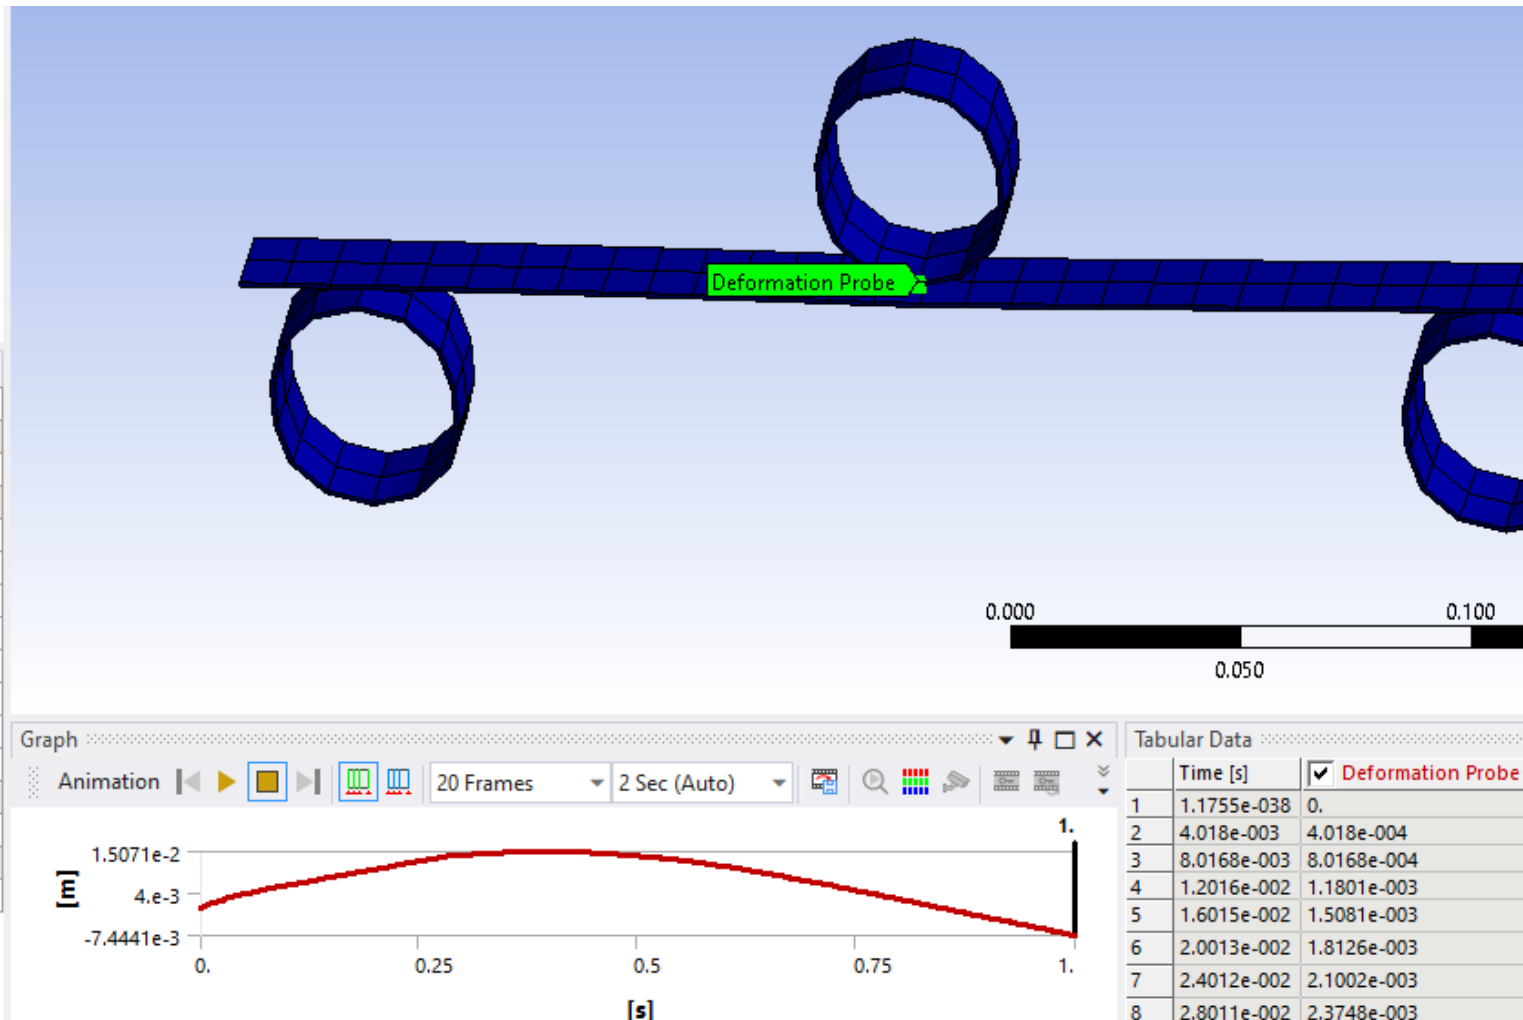 Deformation Probe
0.000 0.100
0.050
Graph
Animation 20 Frames 2 Sec (Auto)
1.
1.5071e-2
[m]
4.e-3
-7.4441e-3
0. 0.25 0.5 0.75 1.
[s]
Tabular Data
Time [s] Deformation Probe
1 1.1755e-038 0.
2 4.018e-003 4.018e-004
3 8.0168e-003 8.0168e-004
4 1.2016e-002 1.1801e-003
5 1.6015e-002 1.5081e-003
6 2.0013e-002 1.8126e-003
7 2.4012e-002 2.1002e-003
8 2.8011e-002 2.3748e-003